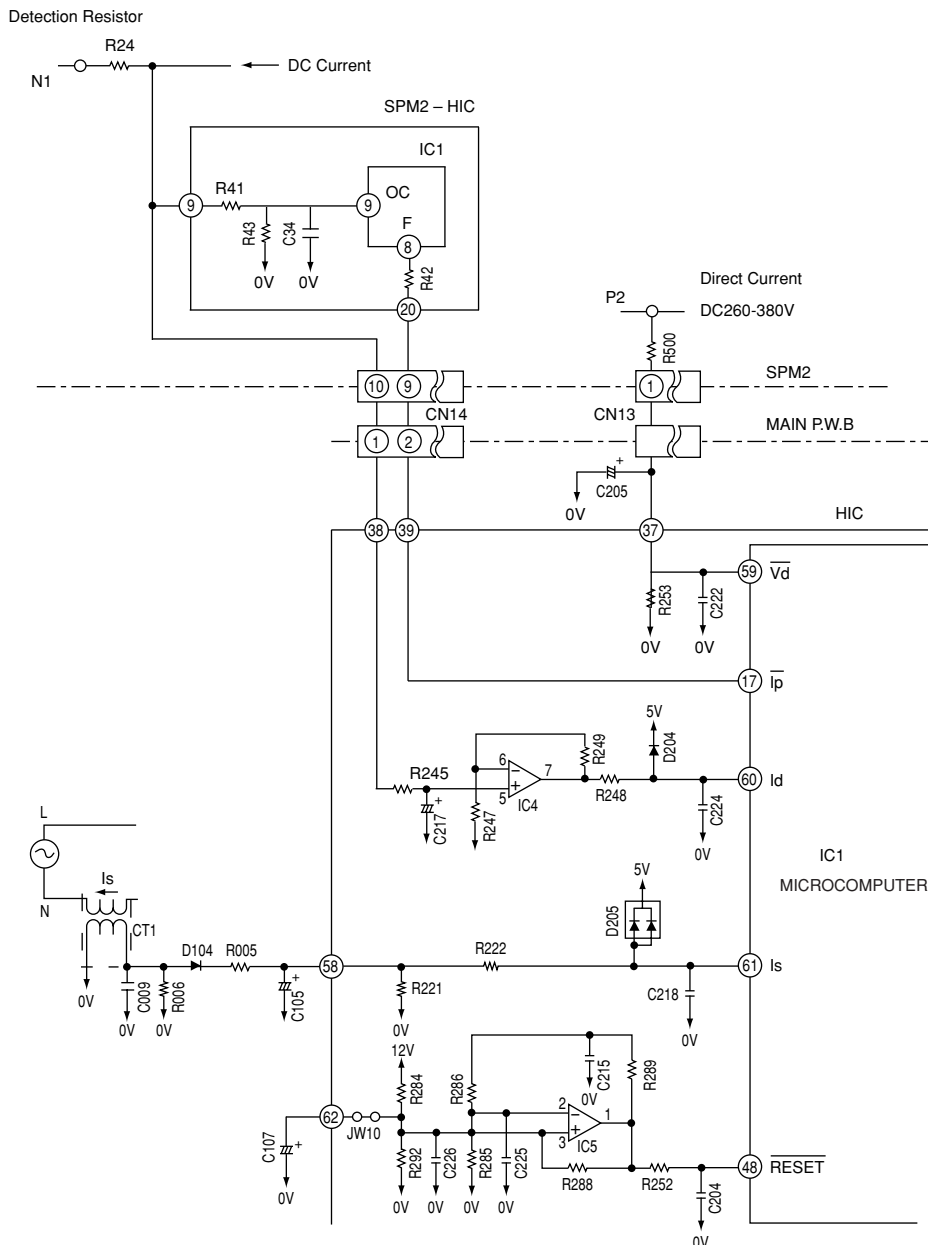 Detection Resistor
R24
N1
DC Current
SPM2 – HIC
IC1
9
R41
9
OC
R43
C34
F
8
0V
0V
R42
20
Direct Current
P2
DC260-380V
R500
10
9
1
SPM2
CN14
CN13
MAIN P.W.B
1
2
+
C205
0V
38
39
37
HIC
59
Vd
R253
C222
0V
0V
17
Ip
5V
R249
D204
R245
6
–
7
5
+
IC4
R248
60
Id
+
C217
R247
C224
0V
L
IC1
MICROCOMPUTER
Is
N
5V
CT1
D205
D104
R005
R222
58
61
Is
0V
C009
R006
+
C105
R221
C218
0V
0V
0V
0V
0V
12V
R284
R286
C215
R289
0V
62
JW10
2
–
1
3
+
IC5
C107
+
R292
C226
R285
C225
R288
R252
48
RESET
C204
0V
0V
0V
0V
0V
0V